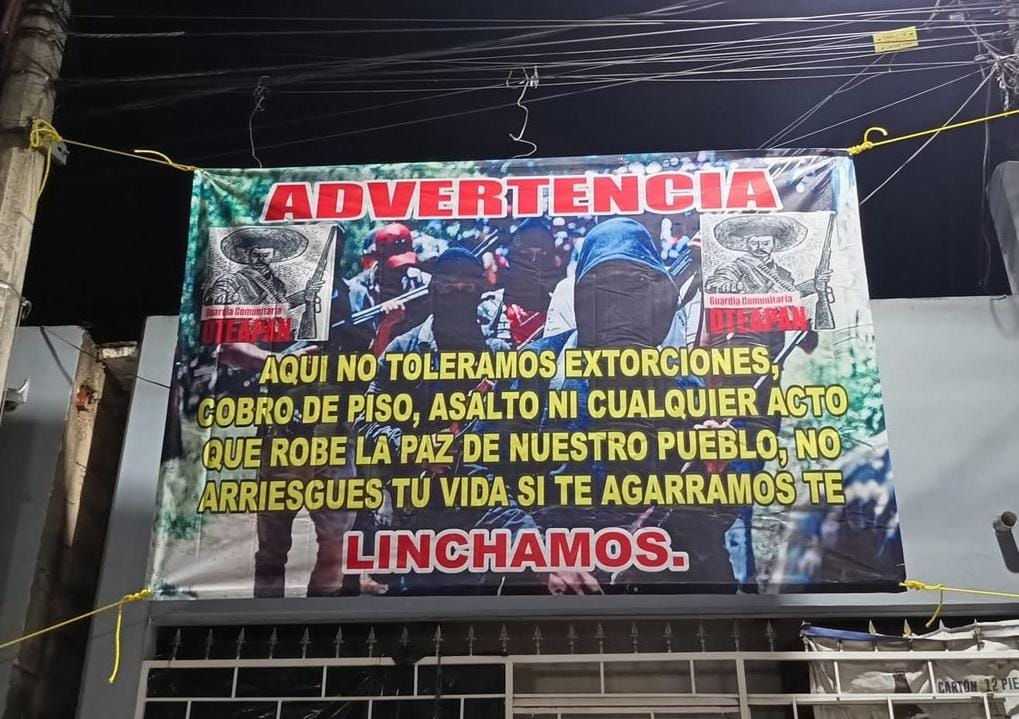 ADVERTENCIA
Guardia Comunitaria
OTEAPAN
Guardia Comunitaria
OTEAPAN
AQUI NO TOLERAMOS EXTORCIONES,
COBRO DE PISO, ASALTO NI CUALQUIER ACTO
QUE ROBE LA PAZ DE NUESTRO PUEBLO, NO
ARRIESGUES TÚ VIDA SI TE AGARRAMOS TE
LINCHAMOS.
CARTÓN 12 PIE